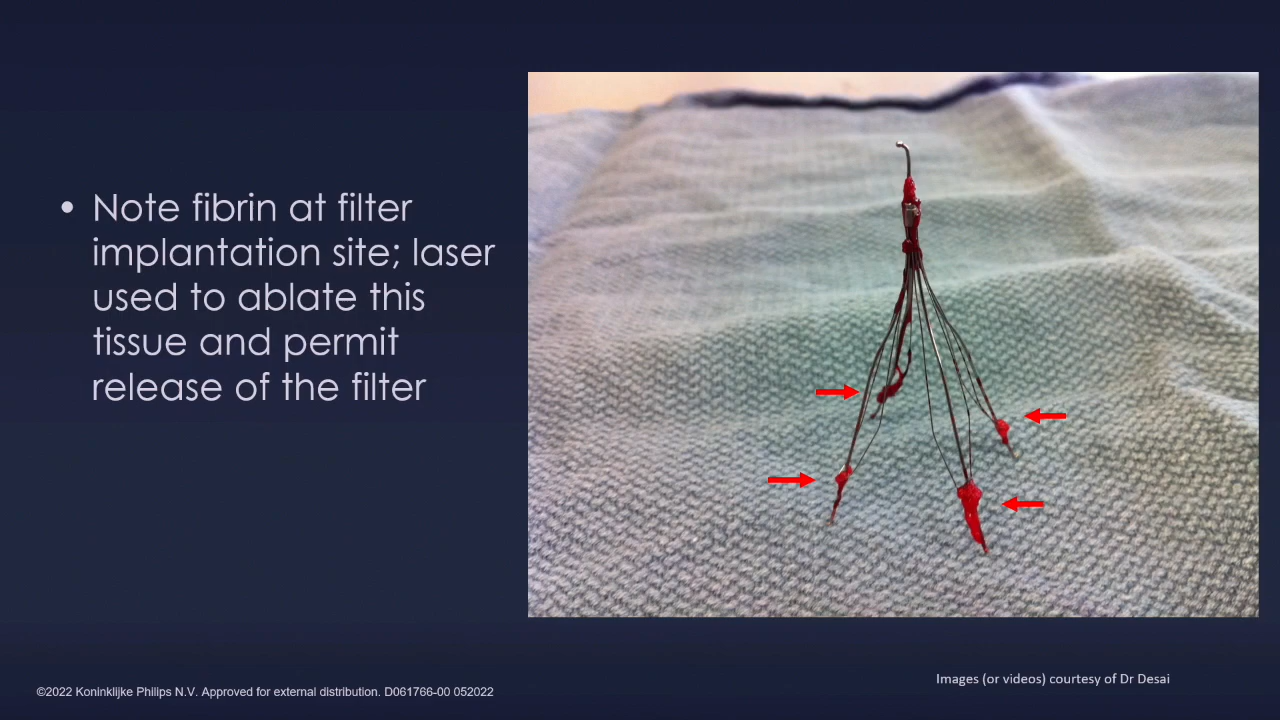 • Note fibrin at filter
implantation site; laser
used to ablate this
tissue and permit
release of the filter
©2022 Koninklijke Philips N.V. Approved for external distribution. D061766-00 052022
Images (or videos) courtesy of Dr Desai